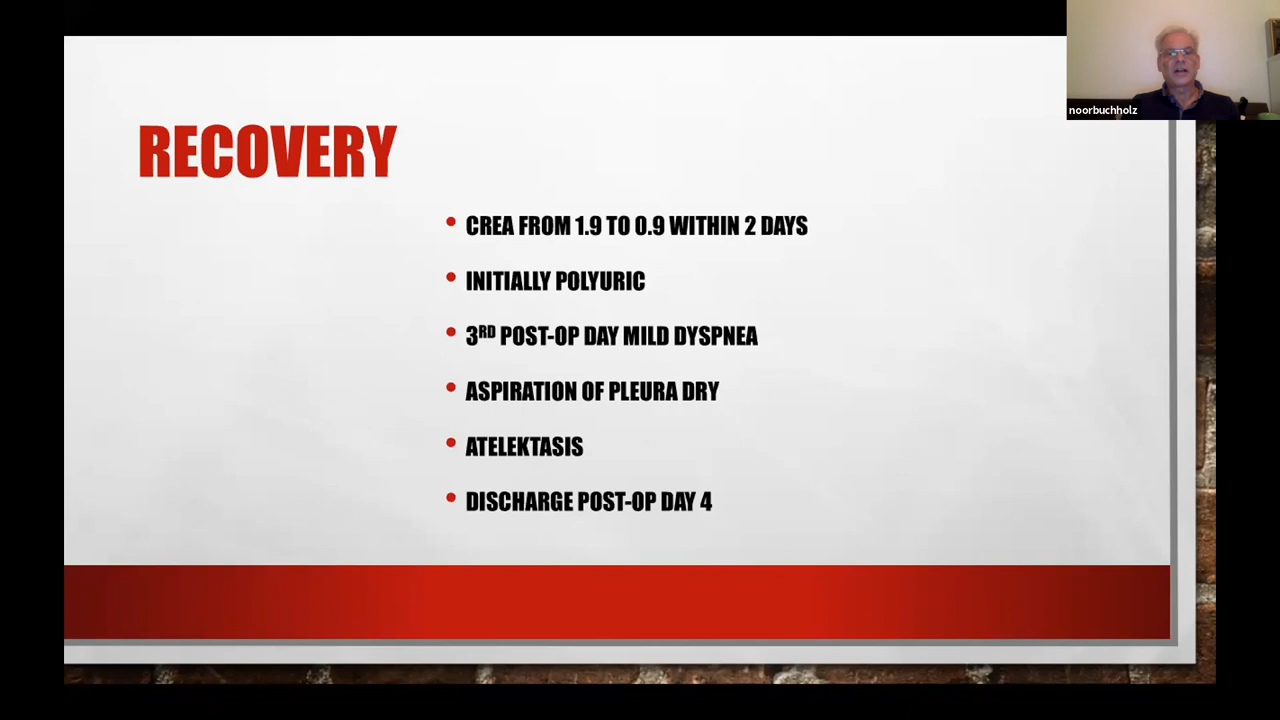 noorbuchholz
RECOVERY
• CREA FROM 1.9 TO 0.9 WITHIN 2 DAYS
• INITIALLY POLYURIC
• 3RD POST-OP DAY MILD DYSPNEA
• ASPIRATION OF PLEURA DRY
• ATELEKTASIS
• DISCHARGE POST-OP DAY 4